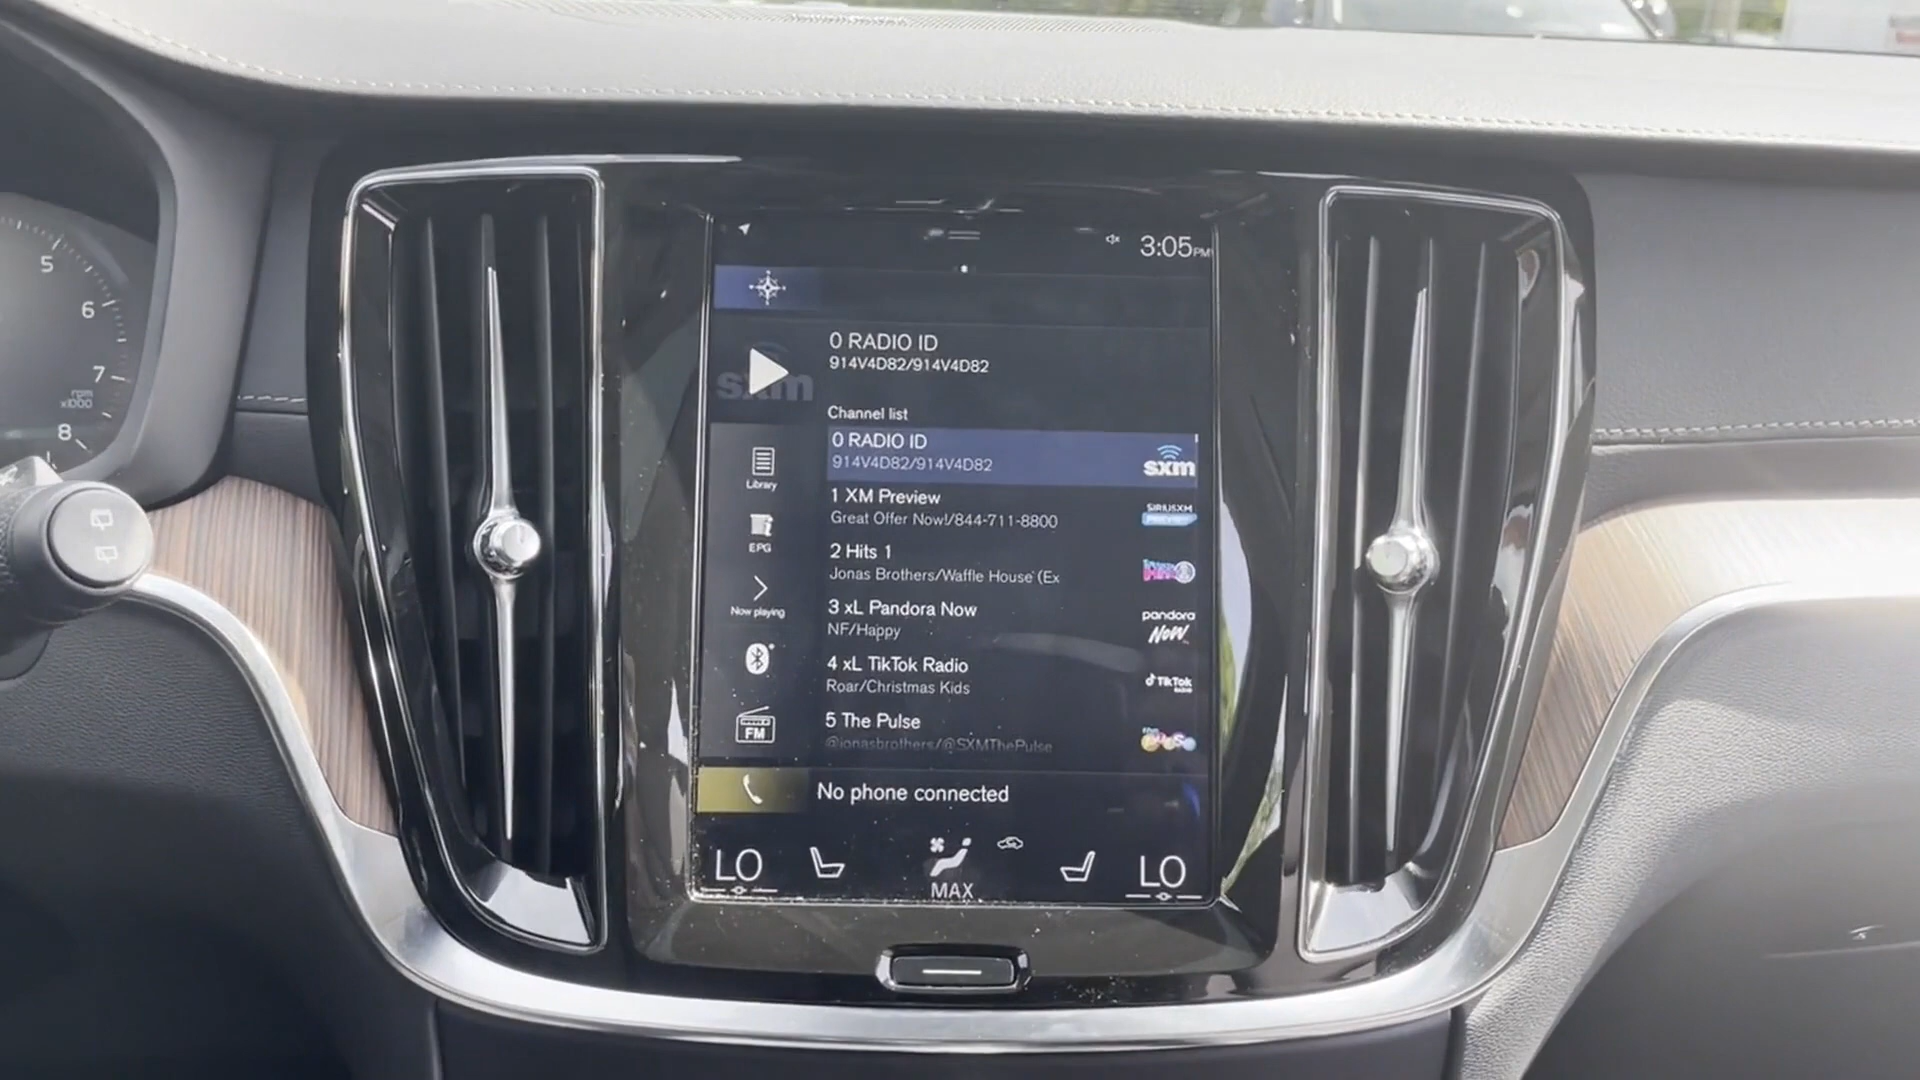 3:05PM
0 RADIO ID
914V4D82/914V4D82
sxm
Channel list
0 RADIO ID
914V4D82/914V4D82
sxm
Library
1 XM Preview
Great Offer Now!/844-711-8800
SIRIUSXM
PREVIEW
EPG
2 Hits 1
Jonas Brothers/Waffle House (Ex
Now playing
3 xL Pandora Now
NF/Happy
pandora
NOW
4 xL TikTok Radio
Roar/Christmas Kids
TikTok
RADIO
FM
5 The Pulse
@jonasbrothers/@SXMThePulse
No phone connected
LO
MAX
LO
5
6
7
rpm
x1000
8